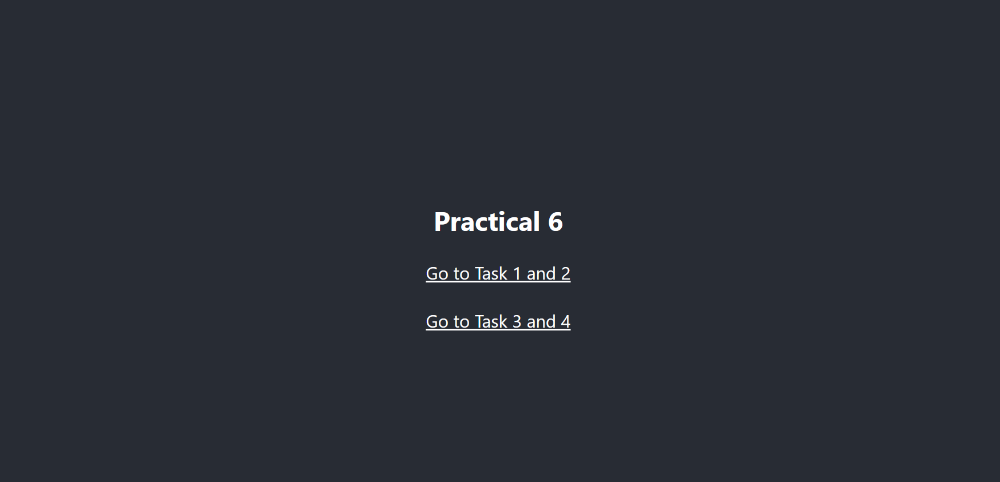 Practical 6
Go to Task 1 and 2
Go to Task 3 and 4